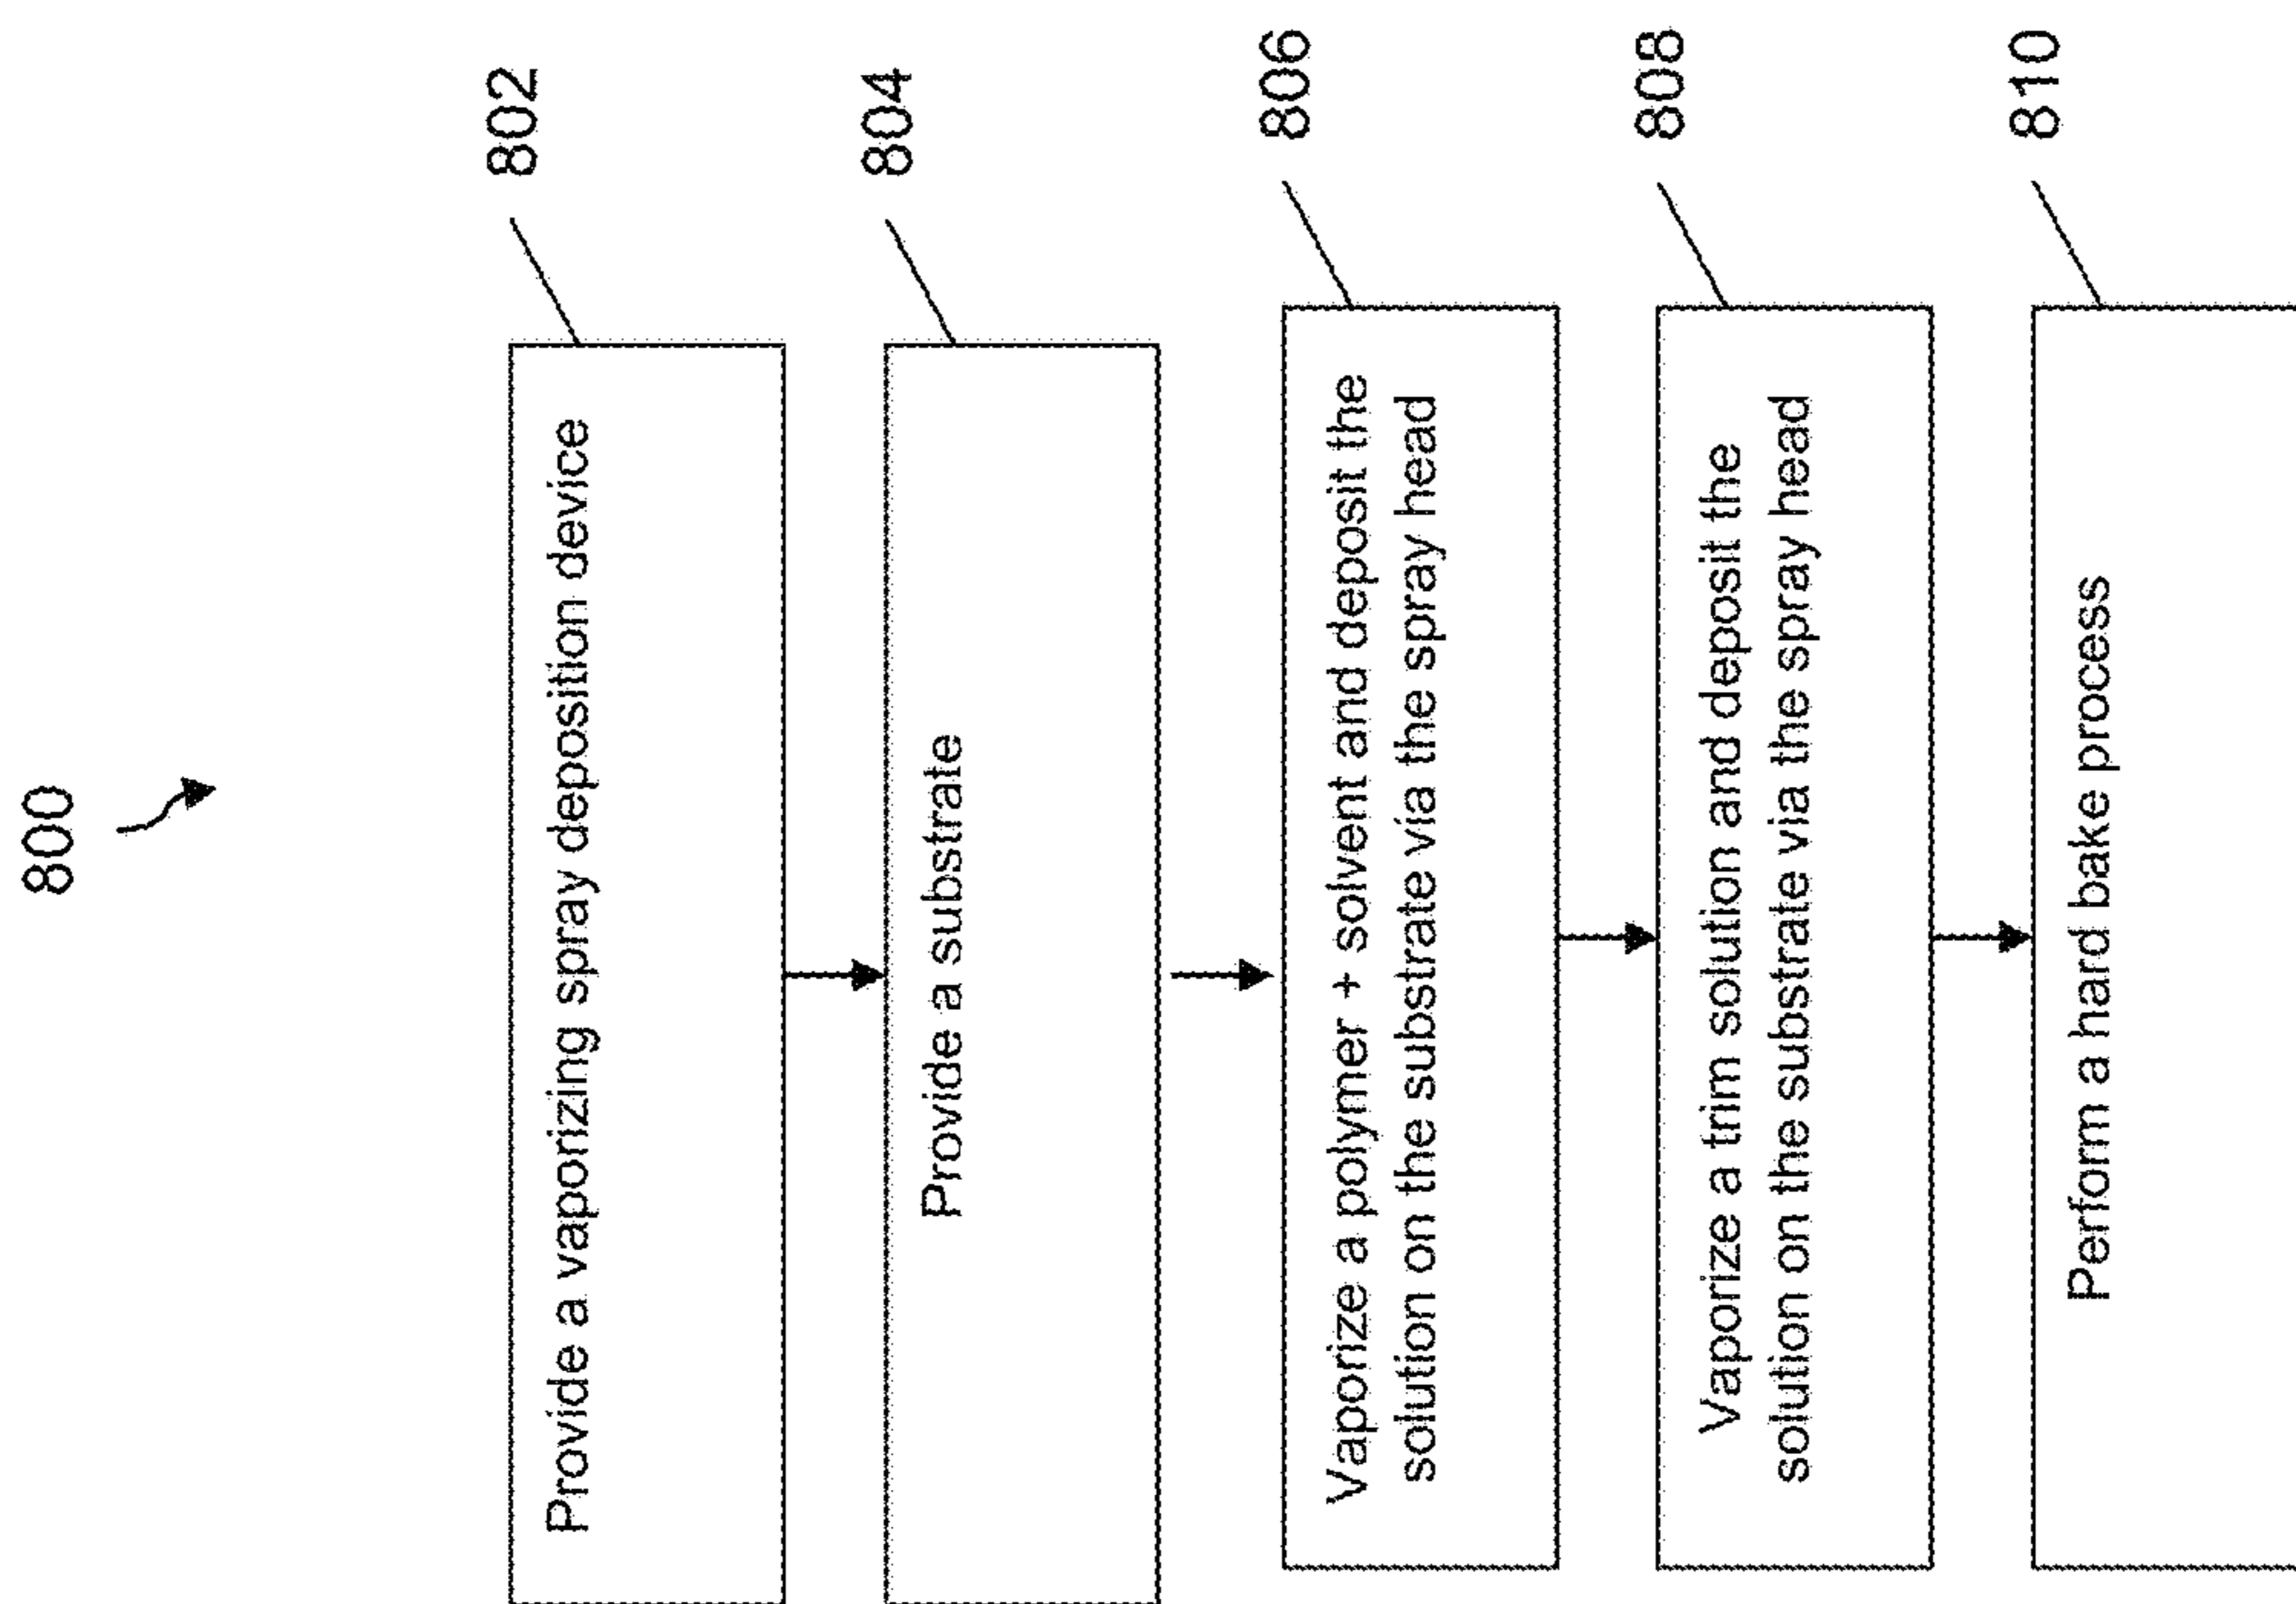 800
802
Provide a vaporizing spray deposition device
804
Provide a substrate
806
Vaporize a polymer + solvent and deposit the
solution on the substrate via the spray head
808
Vaporize a trim solution and deposit the
solution on the substrate via the spray head
810
Perform a hard bake process